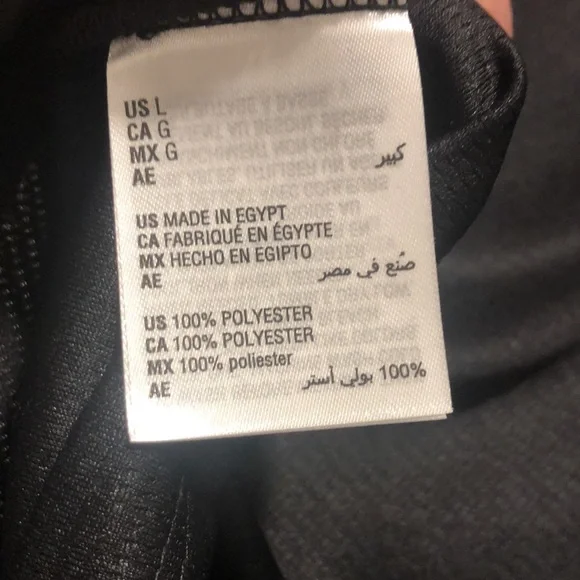 US L
CA G
MX G
AE كبير
US MADE IN EGYPT
CA FABRIQUÉ EN ÉGYPTE
MX HECHO EN EGIPTO
AE صُنع في مصر
US 100% POLYESTER
CA 100% POLYESTER
MX 100% poliester
AE 100% بولي أستر